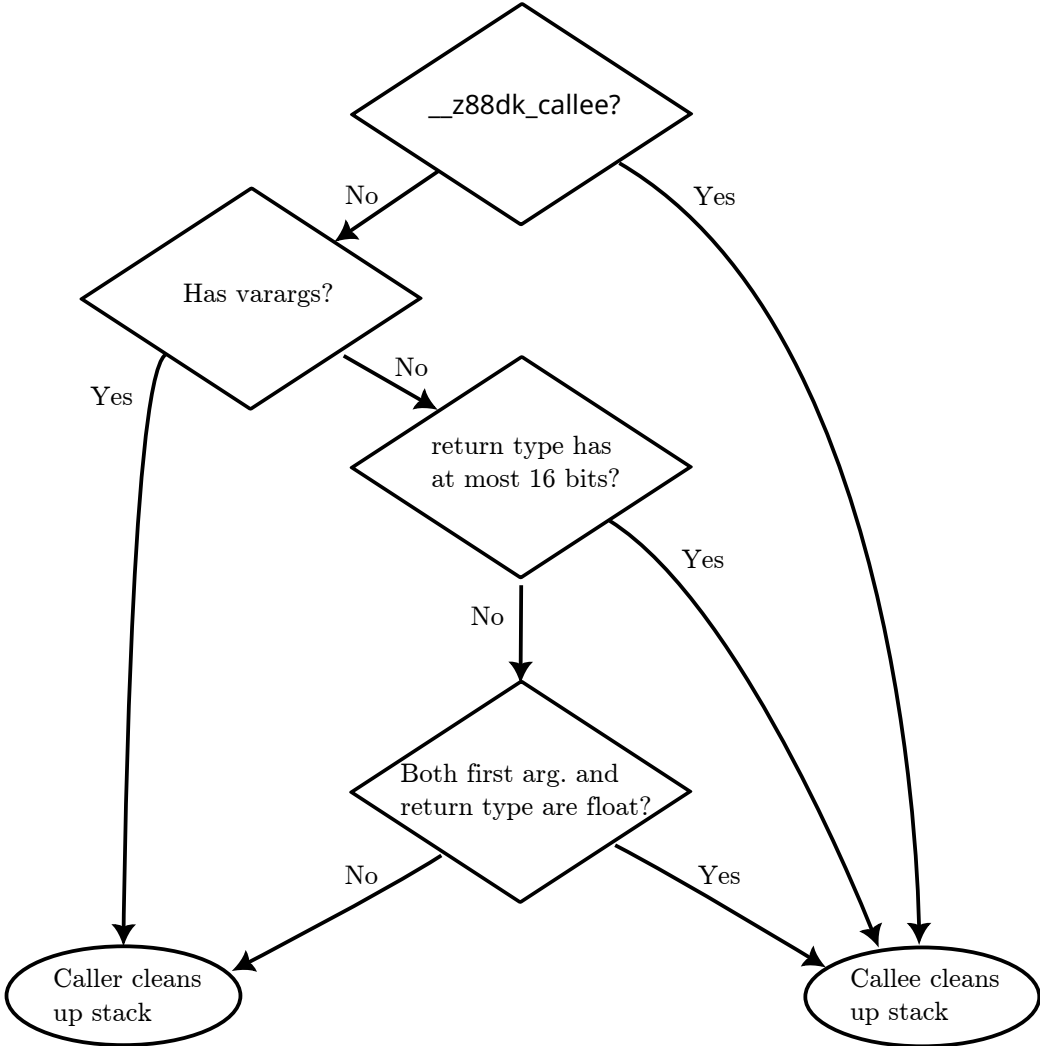 __z88dk_callee?
No
Yes
Has varargs?
Yes
No
return type has
at most 16 bits?
Yes
No
Both first arg. and
return type are float?
No
Yes
Caller cleans
up stack
Callee cleans
up stack